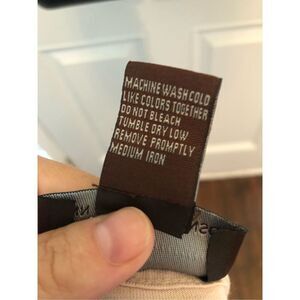 MACHINE WASH COLD
LIKE COLORS TOGETHER
DO NOT BLEACH
TUMBLE DRY LOW
REMOVE PROMPTLY
MEDIUM IRON